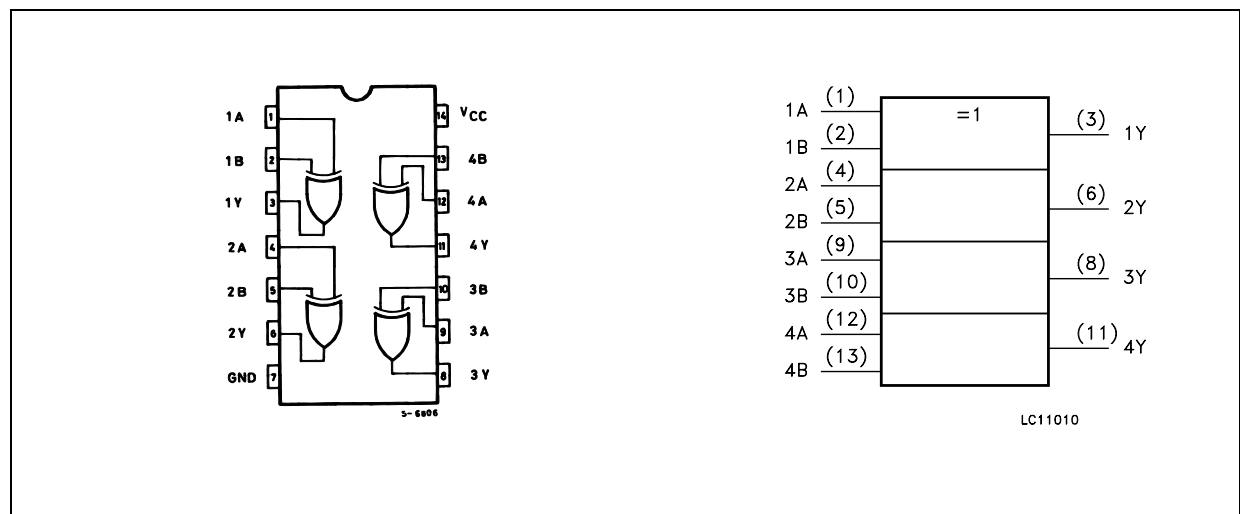 1A 1 14 VCC
1B 2 13 4B
1Y 3 12 4A
2A 4 11 4Y
2B 5 10 3B
2Y 6 9 3A
GND 7 8 3Y
S-6806
=1
1A (1)
1B (2)
2A (4)
2B (5)
3A (9)
3B (10)
4A (12)
4B (13)
(3) 1Y
(6) 2Y
(8) 3Y
(11) 4Y
LC11010